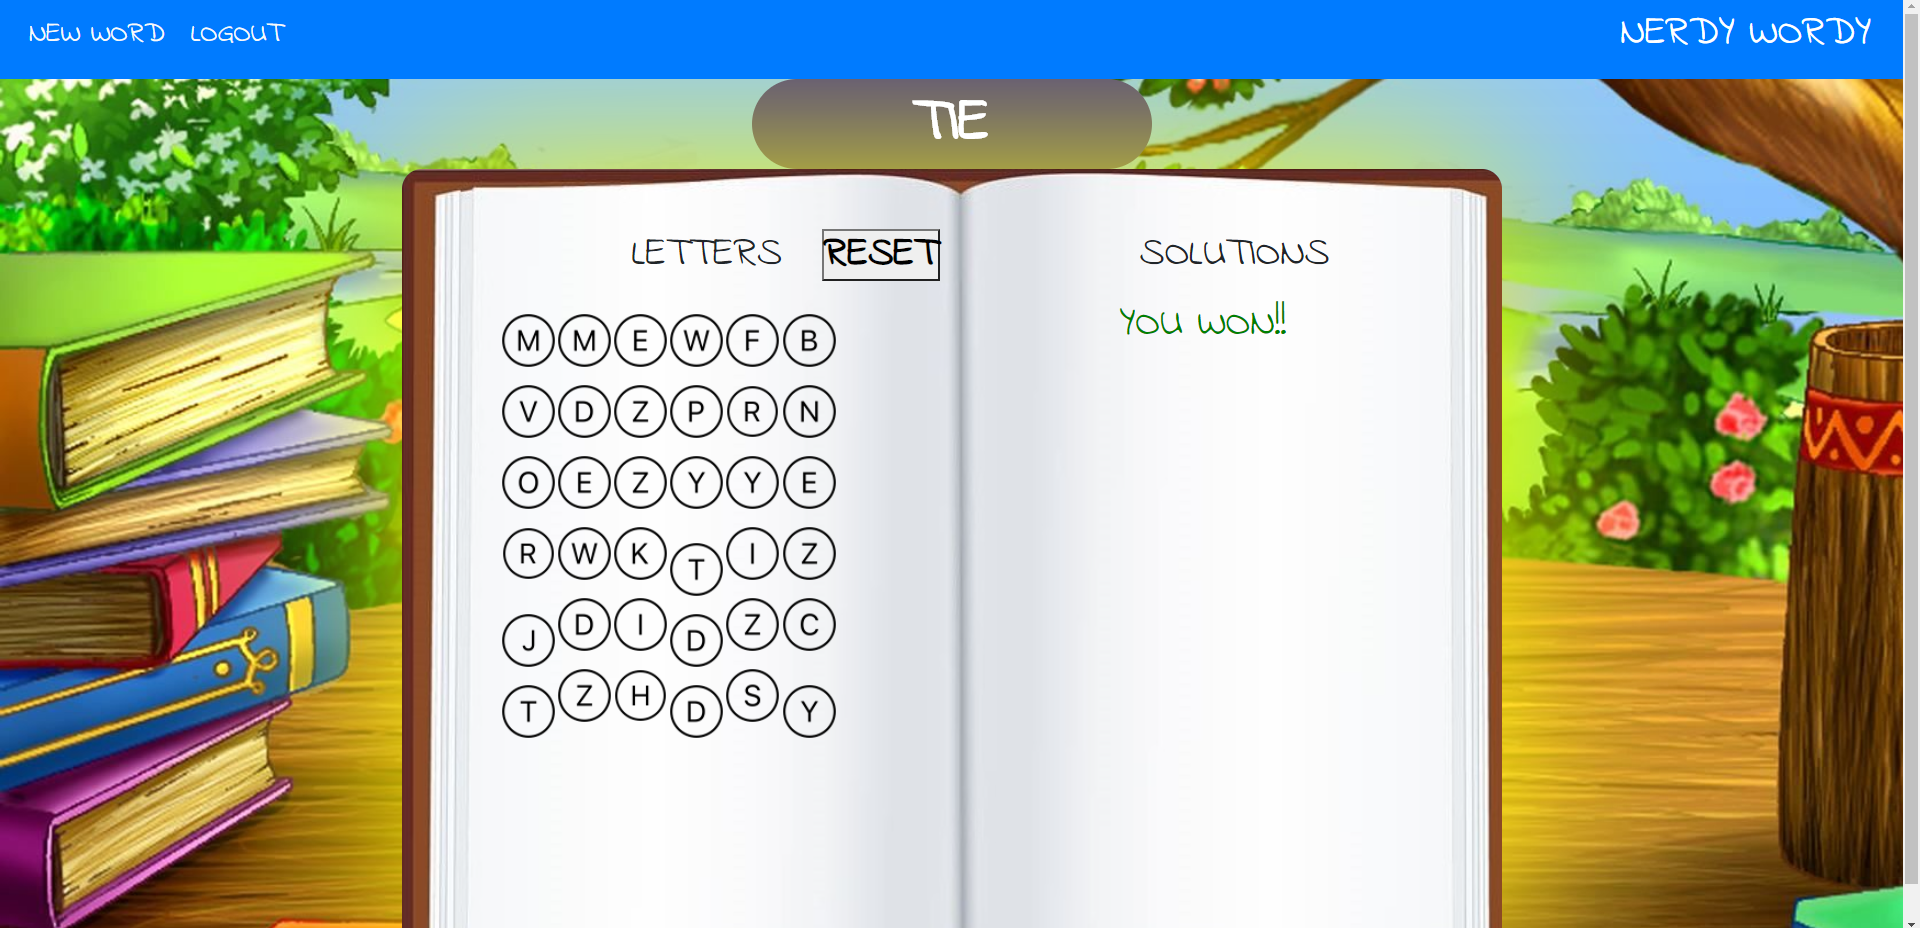 NEW WORD LOGOUT NERDY WORDY
TIE
LETTERS RESET SOLUTIONS
YOU WON!!
M M E W F B
V D Z P R N
O E Z Y Y E
R W K T I Z
J D I D Z C
T Z H D S Y